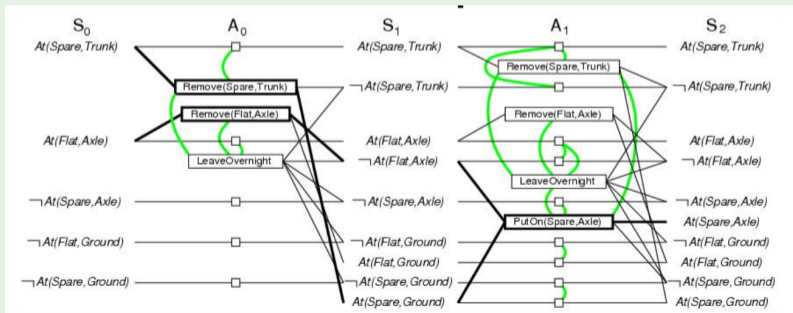 S0 A0 S1 A1 S2
At(Spare,Trunk) At(Spare,Trunk) At(Spare,Trunk)
Remove(Spare,Trunk)
Remove(Spare,Trunk) ¬At(Spare,Trunk) ¬At(Spare,Trunk)
Remove(Flat,Axle) Remove(Flat,Axle)
At(Flat,Axle) At(Flat,Axle) At(Flat,Axle)
LeaveOvernight ¬At(Flat,Axle) ¬At(Flat,Axle)
LeaveOvernight
¬At(Spare,Axle) ¬At(Spare,Axle) ¬At(Spare,Axle)
PutOn(Spare,Axle) At(Spare,Axle)
¬At(Flat,Ground) ¬At(Flat,Ground) ¬At(Flat,Ground)
At(Flat,Ground) At(Flat,Ground)
¬At(Spare,Ground) ¬At(Spare,Ground) ¬At(Spare,Ground)
At(Spare,Ground) At(Spare,Ground)